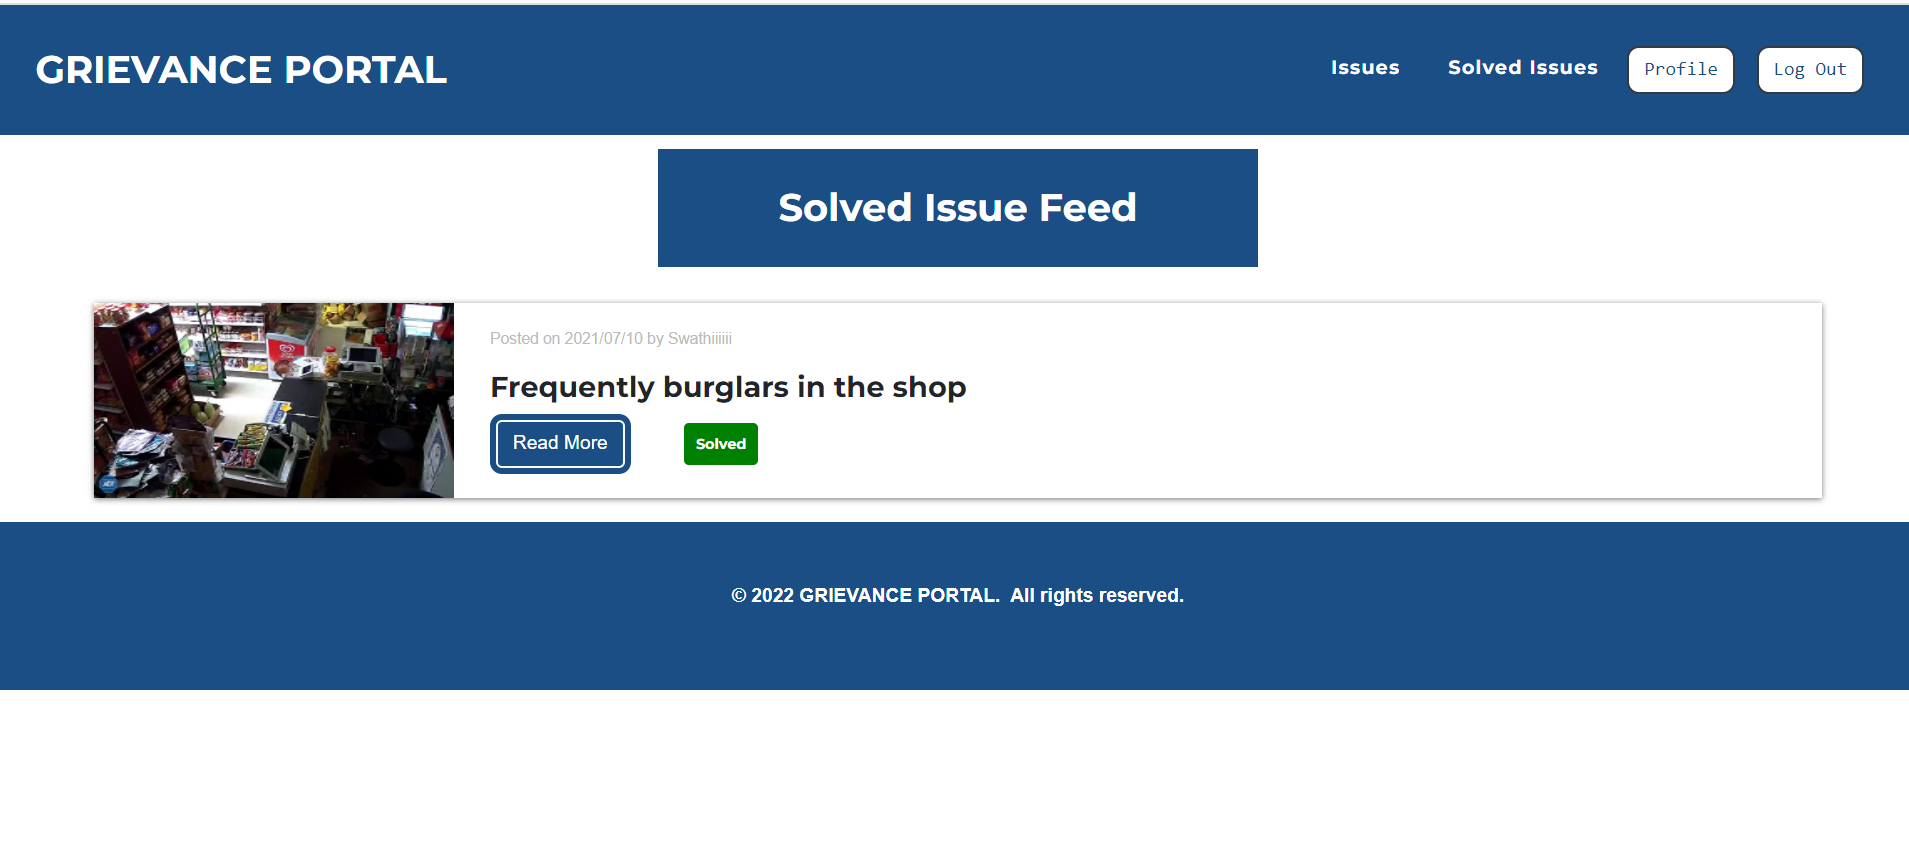 GRIEVANCE PORTAL
Issues
Solved Issues
Profile
Log Out
Solved Issue Feed
Posted on 2021/07/10 by Swathiiiiii
Frequently burglars in the shop
Read More
Solved
© 2022 GRIEVANCE PORTAL.  All rights reserved.